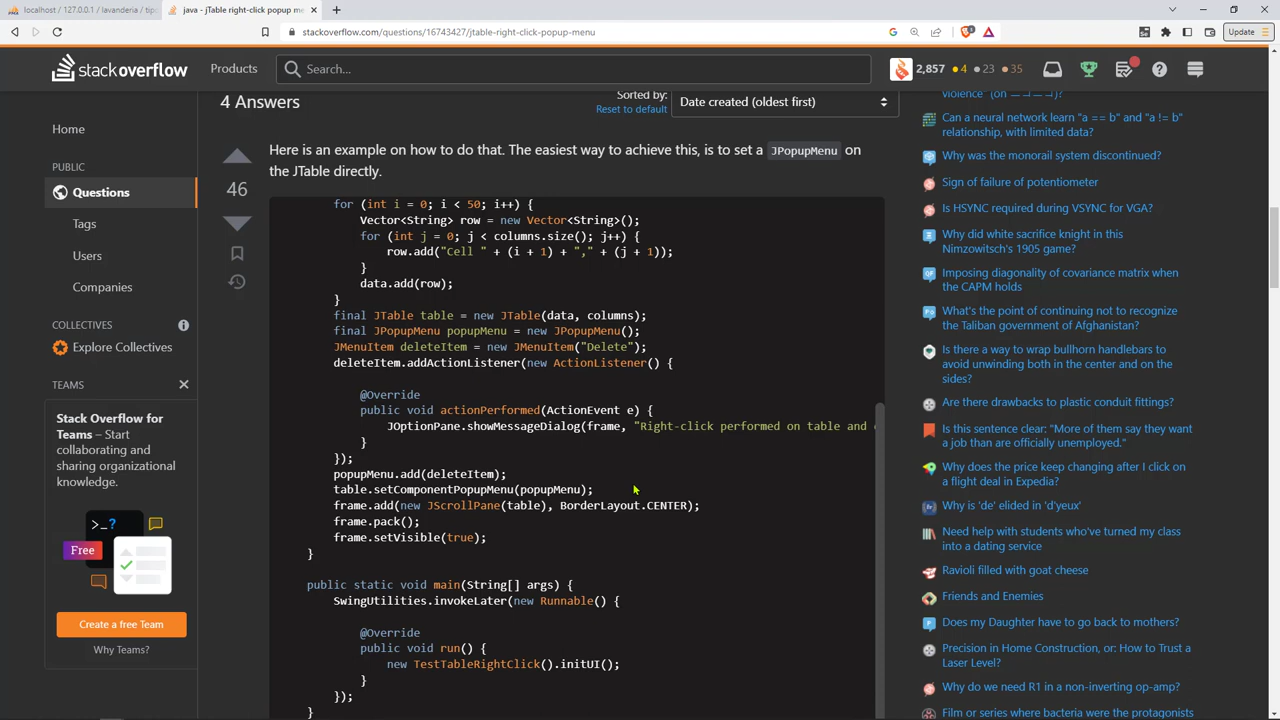 localhost / 127.0.0.1 / lavanderia / tip
java - jTable right-click popup me
stackoverflow.com/questions/16743427/jtable-right-click-popup-menu
1
Update
stackoverflow
Products
Search...
2,857
4
23
35
4 Answers
Sorted by:
Reset to default
Date created (oldest first)
Home
PUBLIC
Questions
Tags
Users
Companies
COLLECTIVES
Explore Collectives
TEAMS
Stack Overflow for
Teams – Start
collaborating and
sharing organizational
knowledge.
>_?
Free
Create a free Team
Why Teams?
46
Here is an example on how to do that. The easiest way to achieve this, is to set a JPopupMenu on
the JTable directly.
for (int i = 0; i < 50; i++) {
Vector<String> row = new Vector<String>();
for (int j = 0; j < columns.size(); j++) {
row.add("Cell " + (i + 1) + "," + (j + 1));
}
data.add(row);
}
final JTable table = new JTable(data, columns);
final JPopupMenu popupMenu = new JPopupMenu();
JMenuItem deleteItem = new JMenuItem("Delete");
deleteItem.addActionListener(new ActionListener() {
@Override
public void actionPerformed(ActionEvent e) {
JOptionPane.showMessageDialog(frame, "Right-click performed on table and
}
});
popupMenu.add(deleteItem);
table.setComponentPopupMenu(popupMenu);
frame.add(new JScrollPane(table), BorderLayout.CENTER);
frame.pack();
frame.setVisible(true);
}
public static void main(String[] args) {
SwingUtilities.invokeLater(new Runnable() {
@Override
public void run() {
new TestTableRightClick().initUI();
}
});
}
Can a neural network learn "a == b" and "a != b"
relationship, with limited data?
Why was the monorail system discontinued?
Sign of failure of potentiometer
Is HSYNC required during VSYNC for VGA?
Why did white sacrifice knight in this
Nimzowitsch's 1905 game?
Imposing diagonality of covariance matrix when
the CAPM holds
What's the point of continuing not to recognize
the Taliban government of Afghanistan?
Is there a way to wrap bullhorn handlebars to
avoid unwinding both in the center and on the
sides?
Are there drawbacks to plastic conduit fittings?
Is this sentence clear: "More of them say they want
a job than are officially unemployed."
Why does the price keep changing after I click on
a flight deal in Expedia?
Why is 'de' elided in d'yeux'
Need help with students who've turned my class
into a dating service
Ravioli filled with goat cheese
Friends and Enemies
Does my Daughter have to go back to mothers?
Precision in Home Construction, or: How to Trust a
Laser Level?
Why do we need R1 in a non-inverting op-amp?
Film or series where bacteria were the protagonists